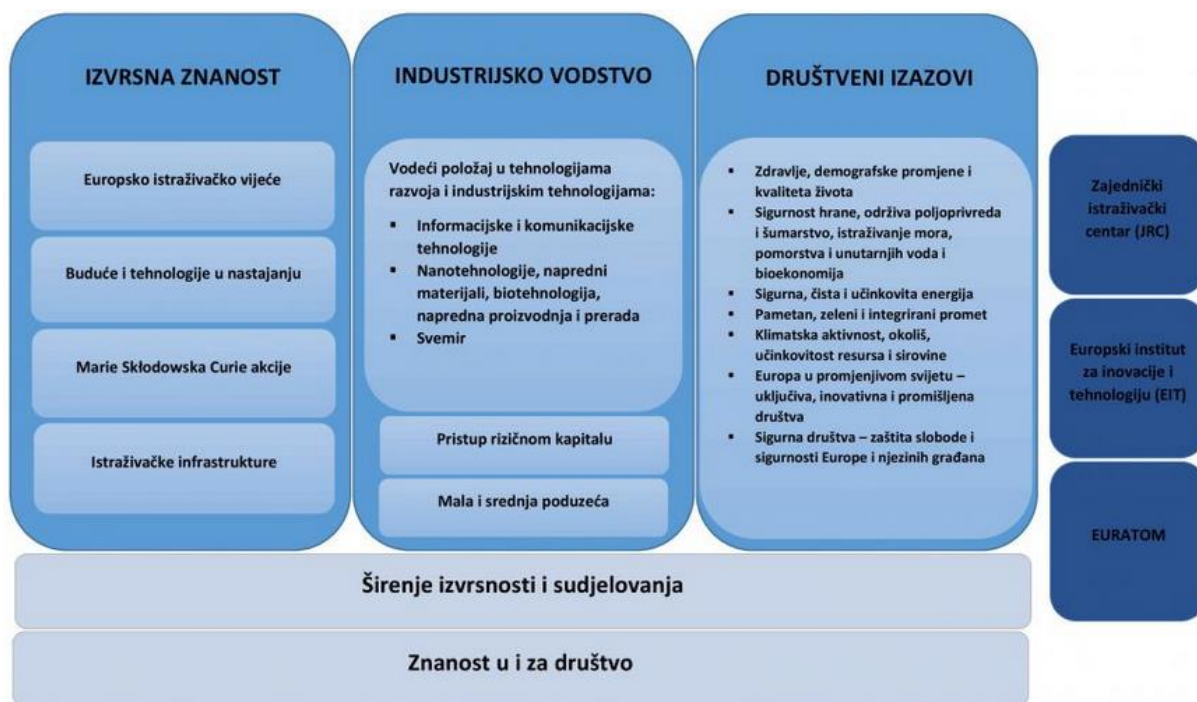 IZVRSNA ZNANOST
Europsko istraživačko vijeće
Buduće i tehnologije u nastajanju
Marie Skłodowska Curie akcije
Istraživačke infrastrukture
INDUSTRIJSKO VODSTVO
Vodeći položaj u tehnologijama
razvoja i industrijskim tehnologijama:
▪ Informacijske i komunikacijske
tehnologije
▪ Nanotehnologije, napredni
materijali, biotehnologija,
napredna proizvodnja i prerada
▪ Svemir
Pristup rizičnom kapitalu
Mala i srednja poduzeća
DRUŠTVENI IZAZOVI
▪ Zdravlje, demografske promjene i
kvaliteta života
▪ Sigurnost hrane, održiva poljoprivreda
i šumarstvo, istraživanje mora,
pomorstva i unutarnjih voda i
bioekonomija
▪ Sigurna, čista i učinkovita energija
▪ Pametan, zeleni i integrirani promet
▪ Klimatska aktivnost, okoliš,
učinkovitost resursa i sirovine
▪ Europa u promjenjivom svijetu –
uključiva, inovativna i promišljena
društva
▪ Sigurna društva – zaštita slobode i
sigurnosti Europe i njezinih građana
Zajednički
istraživački
centar (JRC)
Europski institut
za inovacije i
tehnologiju (EIT)
EURATOM
Širenje izvrsnosti i sudjelovanja
Znanost u i za društvo